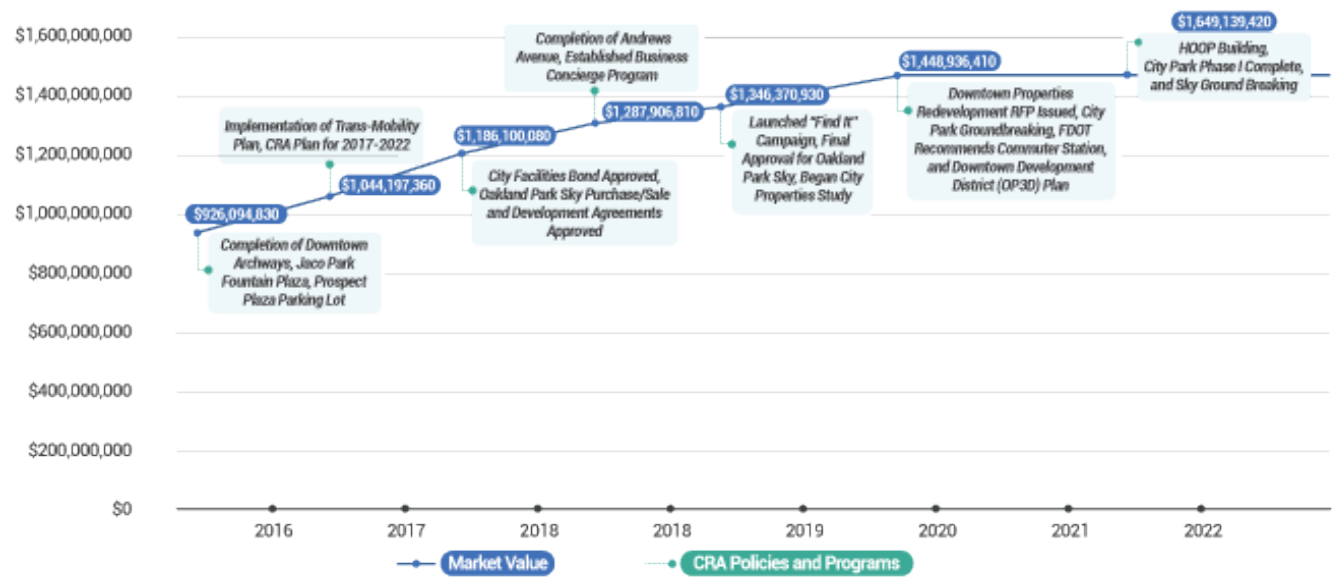 $1,600,000,000
$1,400,000,000
$1,200,000,000
$1,000,000,000
$800,000,000
$600,000,000
$400,000,000
$200,000,000
$0
$926,094,830
Completion of Downtown
Archways, Jaco Park
Fountain Plaza, Prospect
Plaza Parking Lot
Implementation of Trans-Mobility
Plan, CRA Plan for 2017-2022
$1,044,197,360
$1,186,100,080
City Facilities Bond Approved,
Oakland Park Sky Purchase/Sale
and Development Agreements
Approved
Completion of Andrews
Avenue, Established Business
Concierge Program
$1,287,906,810
$1,346,370,930
Launched "Find It"
Campaign, Final
Approval for Oakland
Park Sky, Began City
Properties Study
$1,448,936,410
Downtown Properties
Redevelopment RFP Issued, City
Park Groundbreaking, FDOT
Recommends Commuter Station,
and Downtown Development
District (OP3D) Plan
$1,649,139,420
HOOP Building,
City Park Phase I Complete,
and Sky Ground Breaking
2016
2017
2018
2018
2019
2020
2021
2022
Market Value
CRA Policies and Programs